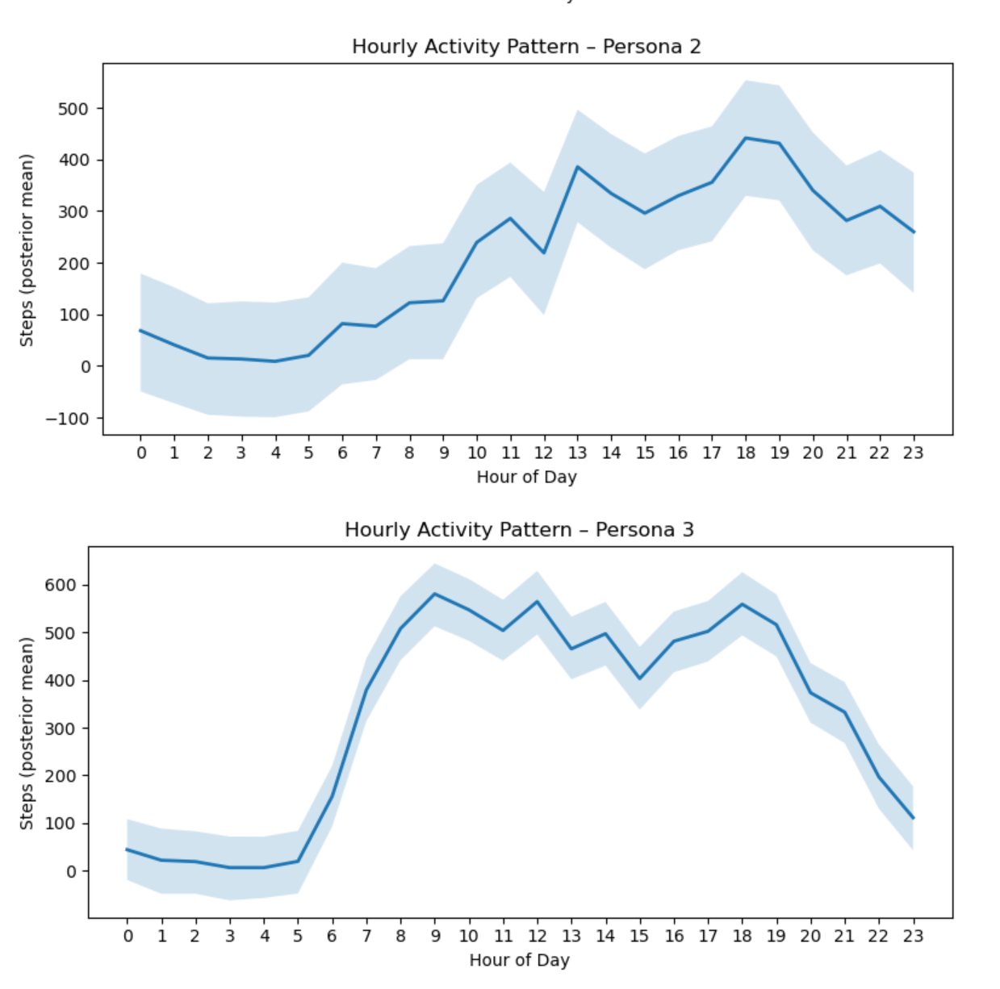 Hourly Activity Pattern – Persona 2
500
400
300
200
100
0
−100
Steps (posterior mean)
0 1 2 3 4 5 6 7 8 9 10 11 12 13 14 15 16 17 18 19 20 21 22 23
Hour of Day
Hourly Activity Pattern – Persona 3
600
500
400
300
200
100
0
Steps (posterior mean)
0 1 2 3 4 5 6 7 8 9 10 11 12 13 14 15 16 17 18 19 20 21 22 23
Hour of Day